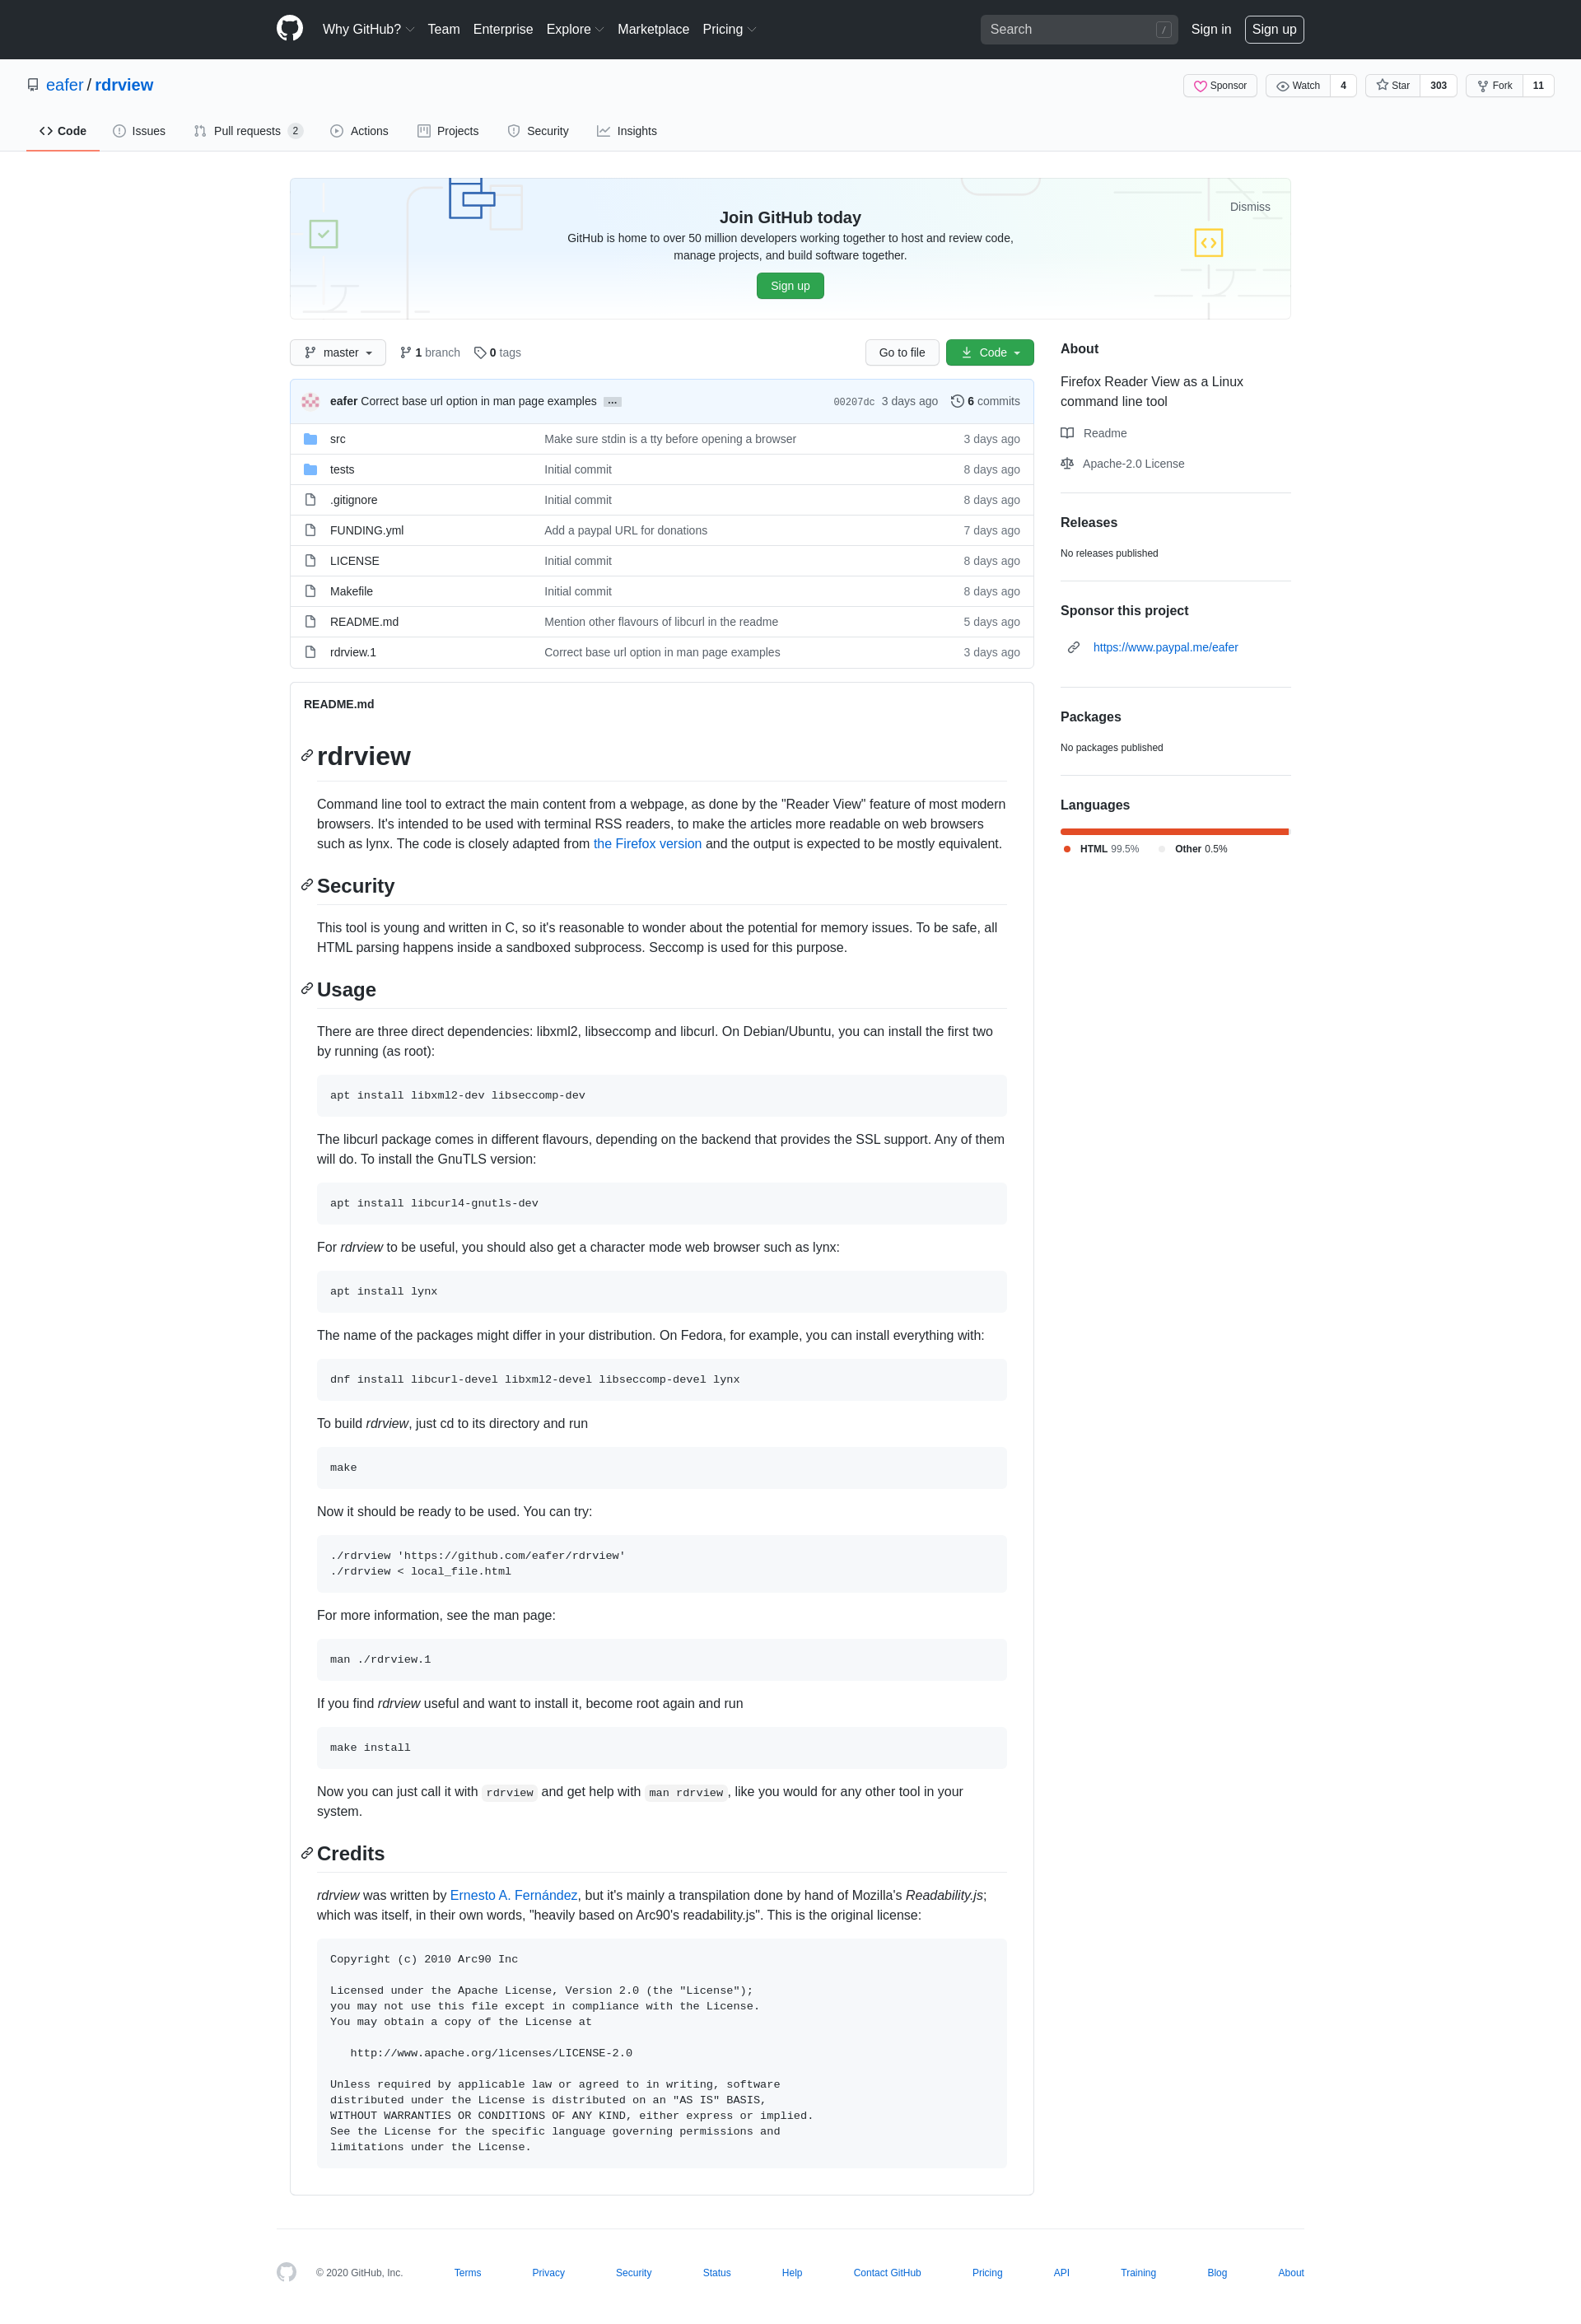 Why GitHub? Team Enterprise Explore Marketplace Pricing Search / Sign in Sign up
eafer / rdrview Sponsor Watch 4 Star 303 Fork 11
Code Issues Pull requests 2 Actions Projects Security Insights
Dismiss
Join GitHub today
GitHub is home to over 50 million developers working together to host and review code,
manage projects, and build software together.
Sign up
master 1 branch 0 tags Go to file Code
eafer Correct base url option in man page examples … 00207dc 3 days ago 6 commits
src Make sure stdin is a tty before opening a browser 3 days ago
tests Initial commit 8 days ago
.gitignore Initial commit 8 days ago
FUNDING.yml Add a paypal URL for donations 7 days ago
LICENSE Initial commit 8 days ago
Makefile Initial commit 8 days ago
README.md Mention other flavours of libcurl in the readme 5 days ago
rdrview.1 Correct base url option in man page examples 3 days ago
README.md
rdrview
Command line tool to extract the main content from a webpage, as done by the "Reader View" feature of most modern
browsers. It's intended to be used with terminal RSS readers, to make the articles more readable on web browsers
such as lynx. The code is closely adapted from the Firefox version and the output is expected to be mostly equivalent.
Security
This tool is young and written in C, so it's reasonable to wonder about the potential for memory issues. To be safe, all
HTML parsing happens inside a sandboxed subprocess. Seccomp is used for this purpose.
Usage
There are three direct dependencies: libxml2, libseccomp and libcurl. On Debian/Ubuntu, you can install the first two
by running (as root):
apt install libxml2-dev libseccomp-dev
The libcurl package comes in different flavours, depending on the backend that provides the SSL support. Any of them
will do. To install the GnuTLS version:
apt install libcurl4-gnutls-dev
For rdrview to be useful, you should also get a character mode web browser such as lynx:
apt install lynx
The name of the packages might differ in your distribution. On Fedora, for example, you can install everything with:
dnf install libcurl-devel libxml2-devel libseccomp-devel lynx
To build rdrview, just cd to its directory and run
make
Now it should be ready to be used. You can try:
./rdrview 'https://github.com/eafer/rdrview'
./rdrview < local_file.html
For more information, see the man page:
man ./rdrview.1
If you find rdrview useful and want to install it, become root again and run
make install
Now you can just call it with rdrview and get help with man rdrview, like you would for any other tool in your
system.
Credits
rdrview was written by Ernesto A. Fernández, but it's mainly a transpilation done by hand of Mozilla's Readability.js;
which was itself, in their own words, "heavily based on Arc90's readability.js". This is the original license:
Copyright (c) 2010 Arc90 Inc
Licensed under the Apache License, Version 2.0 (the "License");
you may not use this file except in compliance with the License.
You may obtain a copy of the License at
http://www.apache.org/licenses/LICENSE-2.0
Unless required by applicable law or agreed to in writing, software
distributed under the License is distributed on an "AS IS" BASIS,
WITHOUT WARRANTIES OR CONDITIONS OF ANY KIND, either express or implied.
See the License for the specific language governing permissions and
limitations under the License.
About
Firefox Reader View as a Linux
command line tool
Readme
Apache-2.0 License
Releases
No releases published
Sponsor this project
https://www.paypal.me/eafer
Packages
No packages published
Languages
HTML 99.5% Other 0.5%
© 2020 GitHub, Inc. Terms Privacy Security Status Help Contact GitHub Pricing API Training Blog About